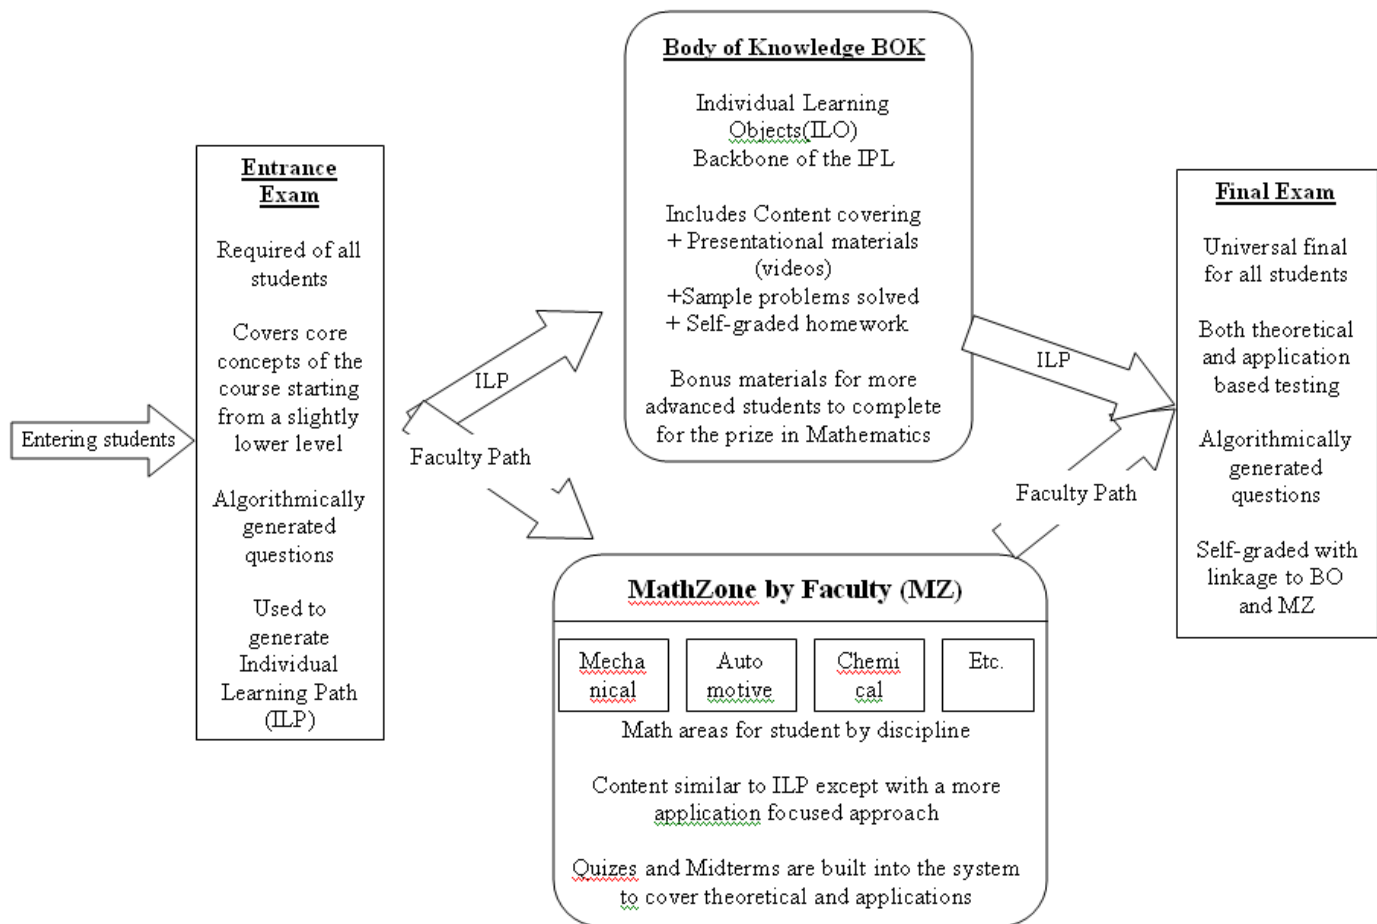 Entering students
Entrance
Exam
Required of all
students
Covers core
concepts of the
course starting
from a slightly
lower level
Algorithmically
generated
questions
Used to
generate
Individual
Learning Path
(ILP)
ILP
Faculty Path
Body of Knowledge BOK
Individual Learning
Objects(ILO)
Backbone of the IPL
Includes Content covering
+ Presentational materials
(videos)
+Sample problems solved
+ Self-graded homework
Bonus materials for more
advanced students to complete
for the prize in Mathematics
MathZone by Faculty (MZ)
Mecha
nical
Auto
motive
Chemi
cal
Etc.
Math areas for student by discipline
Content similar to ILP except with a more
application focused approach
Quizes and Midterms are built into the system
to cover theoretical and applications
ILP
Faculty Path
Final Exam
Universal final
for all students
Both theoretical
and application
based testing
Algorithmically
generated
questions
Self-graded with
linkage to BO
and MZ